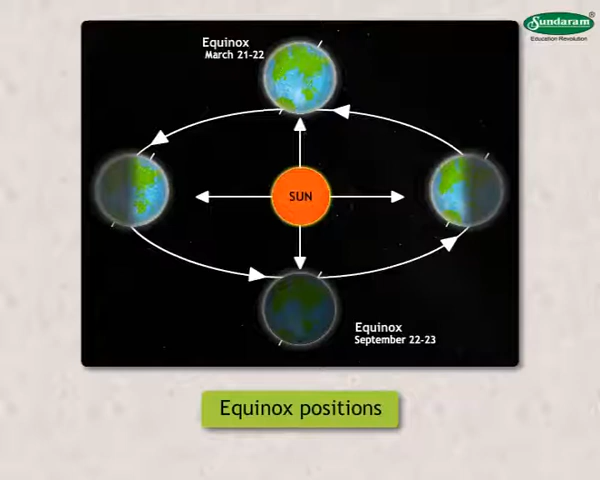 Sundaram
Education Revolution
Equinox
March 21-22
SUN
Equinox
September 22-23
Equinox positions